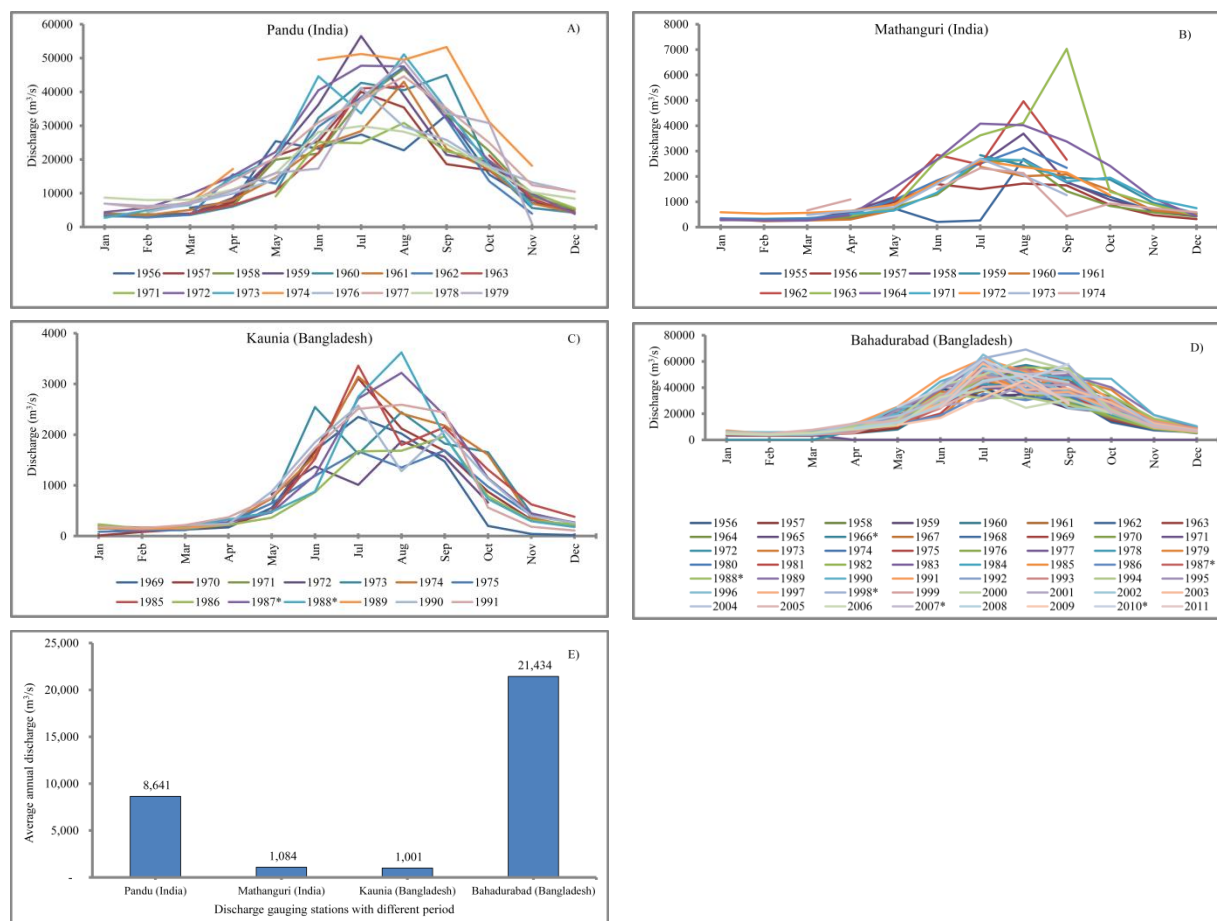 Pandu (India)
A)
Discharge (m³/s)
60000
50000
40000
30000
20000
10000
0
Jan Feb Mar Apr May Jun Jul Aug Sep Oct Nov Dec
1956 1957 1958 1959 1960 1961 1962 1963
1971 1972 1973 1974 1976 1977 1978 1979
Mathanguri (India)
B)
Discharge (m³/s)
8000
7000
6000
5000
4000
3000
2000
1000
0
Jan Feb Mar Apr May Jun Jul Aug Sep Oct Nov Dec
1955 1956 1957 1958 1959 1960 1961
1962 1963 1964 1971 1972 1973 1974
Kaunia (Bangladesh)
C)
Discharge (m³/s)
4000
3000
2000
1000
0
Jan Feb Mar Apr May Jun Jul Aug Sep Oct Nov Dec
1969 1970 1971 1972 1973 1974 1975
1985 1986 1987* 1988* 1989 1990 1991
Bahadurabad (Bangladesh)
D)
Discharge (m³/s)
80000
60000
40000
20000
0
Jan Feb Mar Apr May Jun Jul Aug Sep Oct Nov Dec
1956 1957 1958 1959 1960 1961 1962 1963
1964 1965 1966* 1967 1968 1969 1970 1971
1972 1973 1974 1975 1976 1977 1978 1979
1980 1981 1982 1983 1984 1985 1986 1987*
1988* 1989 1990 1991 1992 1993 1994 1995
1996 1997 1998* 1999 2000 2001 2002 2003
2004 2005 2006 2007* 2008 2009 2010* 2011
E)
Average annual discharge (m³/s)
25,000
20,000
15,000
10,000
5,000
-
8,641
1,084
1,001
21,434
Pandu (India) Mathanguri (India) Kaunia (Bangladesh) Bahadurabad (Bangladesh)
Discharge gauging stations with different period